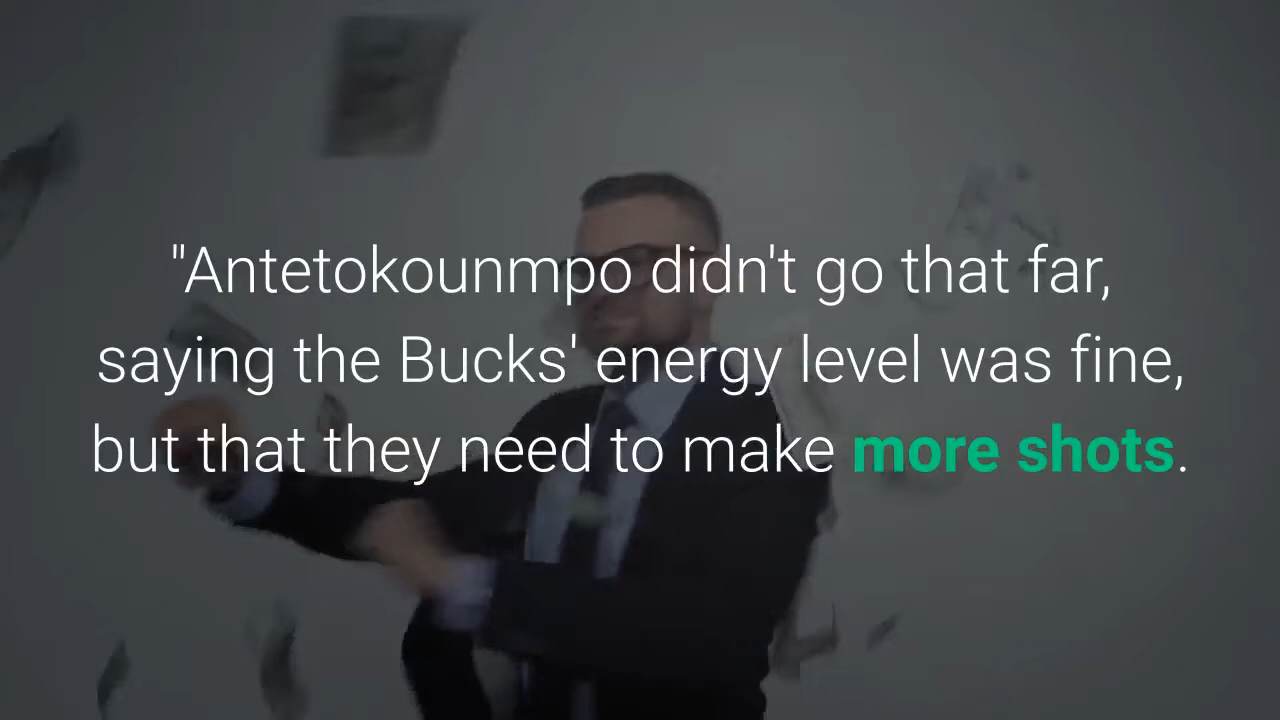 "Antetokounmpo didn't go that far,
saying the Bucks' energy level was fine,
but that they need to make more shots.